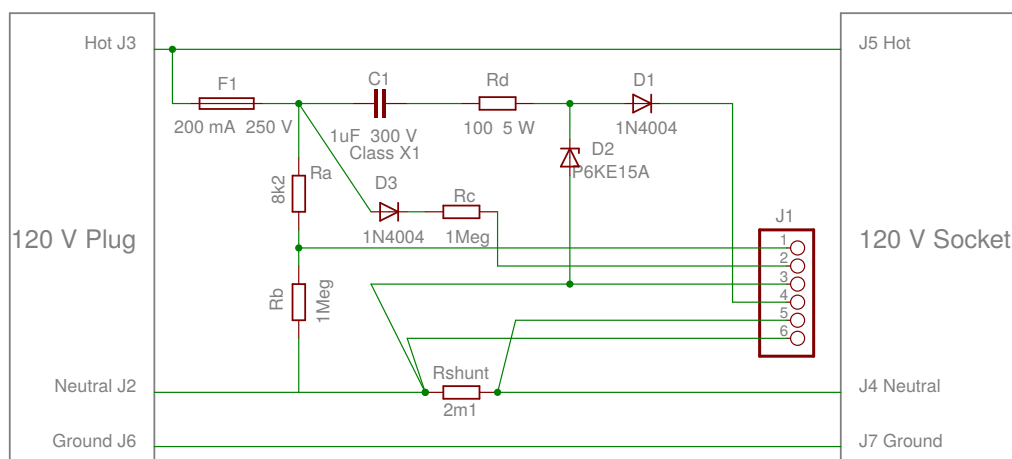 Hot J3
J5 Hot
F1
C1
Rd
D1
200 mA 250 V
1uF 300 V
Class X1
100 5 W
1N4004
D2
P6KE15A
Ra
8k2
D3
Rc
1N4004
1Meg
J1
1
2
3
4
5
6
120 V Plug
120 V Socket
Rb
1Meg
Neutral J2
Rshunt
2m1
J4 Neutral
Ground J6
J7 Ground